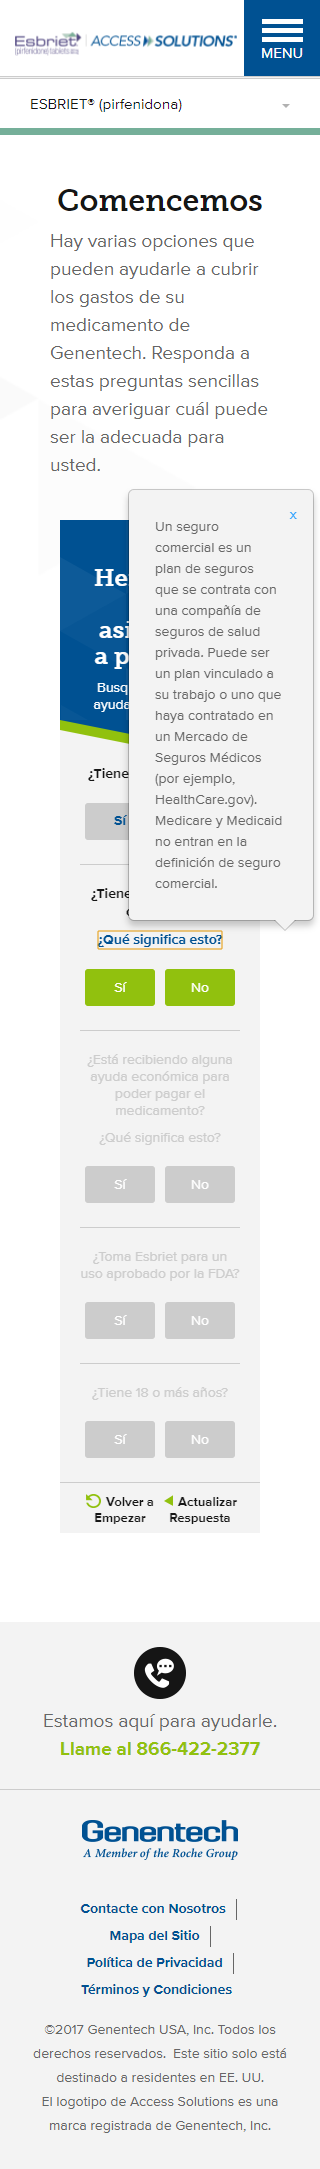 Esbriet
(pirfenidone) tablets
ACCESS SOLUTIONS®
MENU
ESBRIET® (pirfenidona)
Comencemos
Hay varias opciones que
pueden ayudarle a cubrir
los gastos de su
medicamento de
Genentech. Responda a
estas preguntas sencillas
para averiguar cuál puede
ser la adecuada para
usted.
x
Un seguro
comercial es un
plan de seguros
que se contrata con
una compañía de
seguros de salud
privada. Puede ser
un plan vinculado a
su trabajo o uno que
haya contratado en
un Mercado de
Seguros Médicos
(por ejemplo,
HealthCare.gov).
Medicare y Medicaid
no entran en la
definición de seguro
comercial.
a p
¿Tiene
Sí
¿Tiene
¿Qué significa esto?
Sí No
¿Está recibiendo alguna
ayuda económica para
poder pagar el
medicamento?
¿Qué significa esto?
Sí No
¿Toma Esbriet para un
uso aprobado por la FDA?
Sí No
¿Tiene 18 o más años?
Sí No
Volver a
Empezar
Actualizar
Respuesta
Estamos aquí para ayudarle.
Llame al 866-422-2377
Genentech
A Member of the Roche Group
Contacte con Nosotros
Mapa del Sitio
Política de Privacidad
Términos y Condiciones
©2017 Genentech USA, Inc. Todos los
derechos reservados. Este sitio solo está
destinado a residentes en EE. UU.
El logotipo de Access Solutions es una
marca registrada de Genentech, Inc.